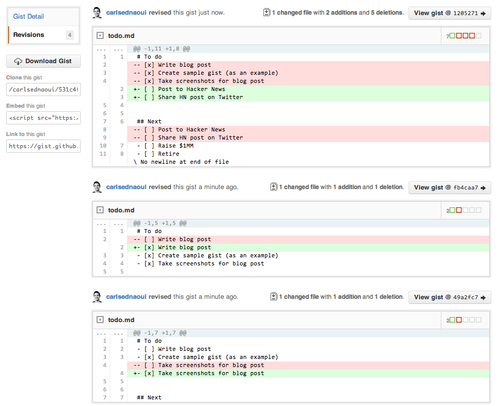 Gist Detail
Revisions 4
Download Gist
Clone this gist
/carlsednaoui/531c4
Embed this gist
<script src="https:
Link to this gist
https://gist.github
carlsednaoui revised this gist just now.
1 changed file with 2 additions and 5 deletions.
View gist @ 1205271
todo.md
7
... ... @@ -1,11 +1,8 @@
1 1 # To do
2 -- [x] Write blog post
3 -- [x] Create sample gist (as an example)
4 -- [x] Take screenshots for blog post
2 +- [ ] Post to Hacker News
3 +- [ ] Share HN post on Twitter
5 4
6 5
7 6 ## Next
8 -- [ ] Post to Hacker News
9 -- [ ] Share HN post on Twitter
10 7 - [ ] Raise $1MM
11 8 - [ ] Retire
\ No newline at end of file
carlsednaoui revised this gist a minute ago.
1 changed file with 1 addition and 1 deletion.
View gist @ fb4caa7
todo.md
2
... ... @@ -1,5 +1,5 @@
1 1 # To do
2 -- [ ] Write blog post
2 +- [x] Write blog post
3 3 - [x] Create sample gist (as an example)
4 4 - [x] Take screenshots for blog post
5 5
carlsednaoui revised this gist a minute ago.
1 changed file with 1 addition and 1 deletion.
View gist @ 49a2fc7
todo.md
2
... ... @@ -1,7 +1,7 @@
1 1 # To do
2 2 - [ ] Write blog post
3 3 - [x] Create sample gist (as an example)
4 -- [ ] Take screenshots for blog post
4 +- [x] Take screenshots for blog post
5 5
6 6
7 7 ## Next